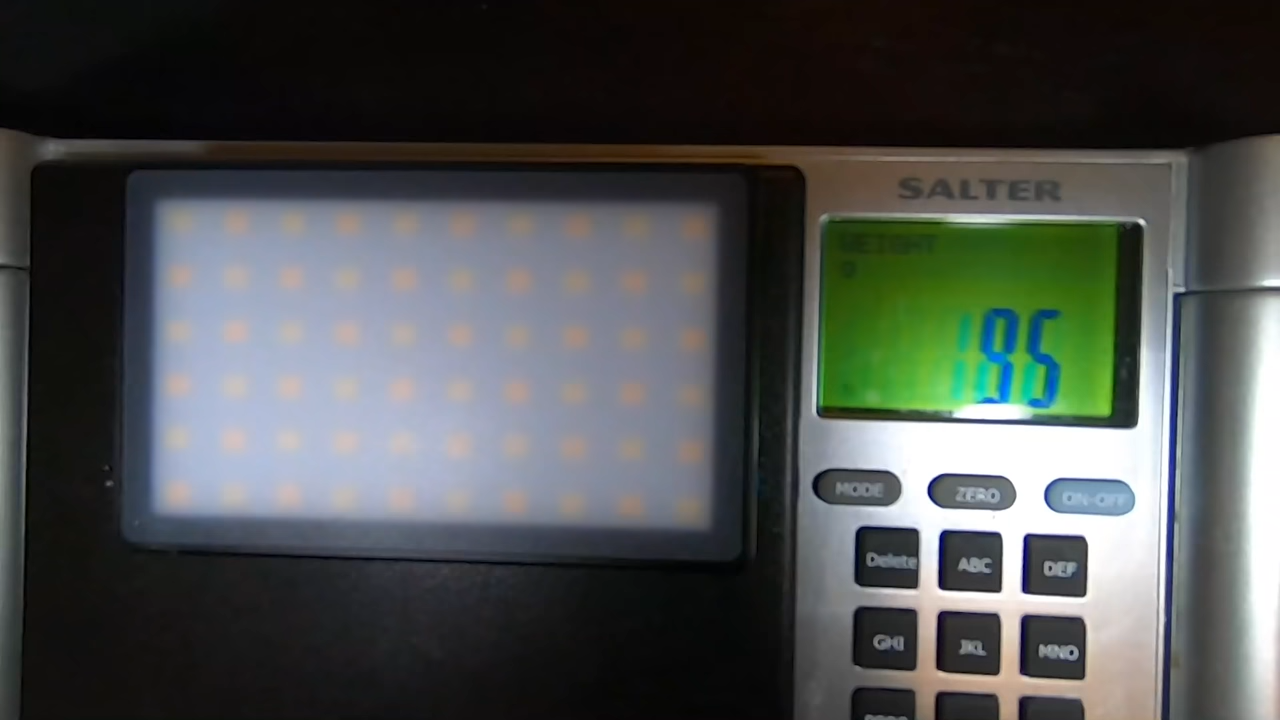 SALTER
WEIGHT
195
MODE ZERO ON-OFF
Delete ABC DEF
GHI JKL MNO